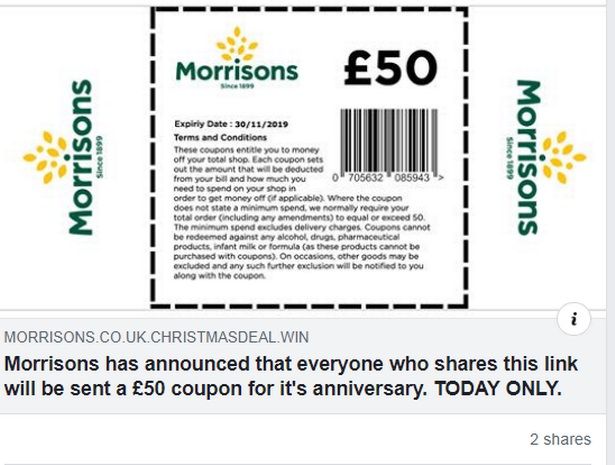 Morrisons
Since 1899
Morrisons
Since 1899
£50
Expiriy Date : 30/11/2019
Terms and Conditions
These coupons entitle you to money
off your total shop. Each coupon sets
out the amount that will be deducted
from your bill and how much you
need to spend on your shop in
order to get money off (if applicable). Where the coupon
does not state a minimum spend, we normally require your
total order (including any amendments) to equal or exceed 50.
The minimum spend excludes delivery charges. Coupons cannot
be redeemed against any alcohol, drugs, pharmaceutical
products, infant milk or formula (as these products cannot be
purchased with coupons). On occasions, other goods may be
excluded and any such further exclusion will be notified to you
along with the coupon.
0 705632 085943 >
Morrisons
Since 1899
i
MORRISONS.CO.UK.CHRISTMASDEAL.WIN
Morrisons has announced that everyone who shares this link
will be sent a £50 coupon for it's anniversary. TODAY ONLY.
2 shares